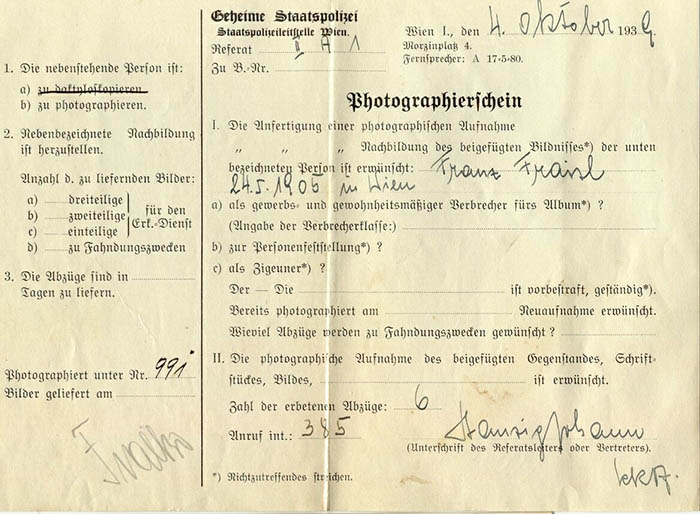 1. Die nebenstehende Person ist:
a) zu daktyloskopieren.
b) zu photographieren.
2. Nebenbezeichnete Nachbildung
ist herzustellen.
Anzahl d. zu liefernden Bilder:
a) dreiteilige
b) zweiteilige
c) einteilige
für den
Erk.-Dienst
d) zu Fahndungszwecken
3. Die Abzüge sind in
Tagen zu liefern.
Photographiert unter Nr. 991
Bilder geliefert am
Geheime Staatspolizei
Staatspolizeileitstelle Wien.
Referat II A 1
Zu B.-Nr.
Wien I., den 4. Oktober 1939
Morzinplatz 4.
Fernsprecher: A 17-5-80.
Photographierschein
I. Die Anfertigung einer photographischen Aufnahme
„ „ „ Nachbildung des beigefügten Bildnisses*) der unten
bezeichneten Person ist erwünscht: Franz
24.5.1905 in Wien
a) als gewerbs- und gewohnheitsmäßiger Verbrecher fürs Album*) ?
(Angabe der Verbrecherklasse:)
b) zur Personenfeststellung*) ?
c) als Zigeuner*) ?
Der — Die ist vorbestraft, geständig*).
Bereits photographiert am Neuaufnahme erwünscht.
Wieviel Abzüge werden zu Fahndungszwecken gewünscht ?
II. Die photographische Aufnahme des beigefügten Gegenstandes, Schrift-
stückes, Bildes, ist erwünscht.
Zahl der erbetenen Abzüge: 6
Anruf int.: 385
(Unterschrift des Referatsleiters oder Vertreters).
*) Nichtzutreffendes streichen.